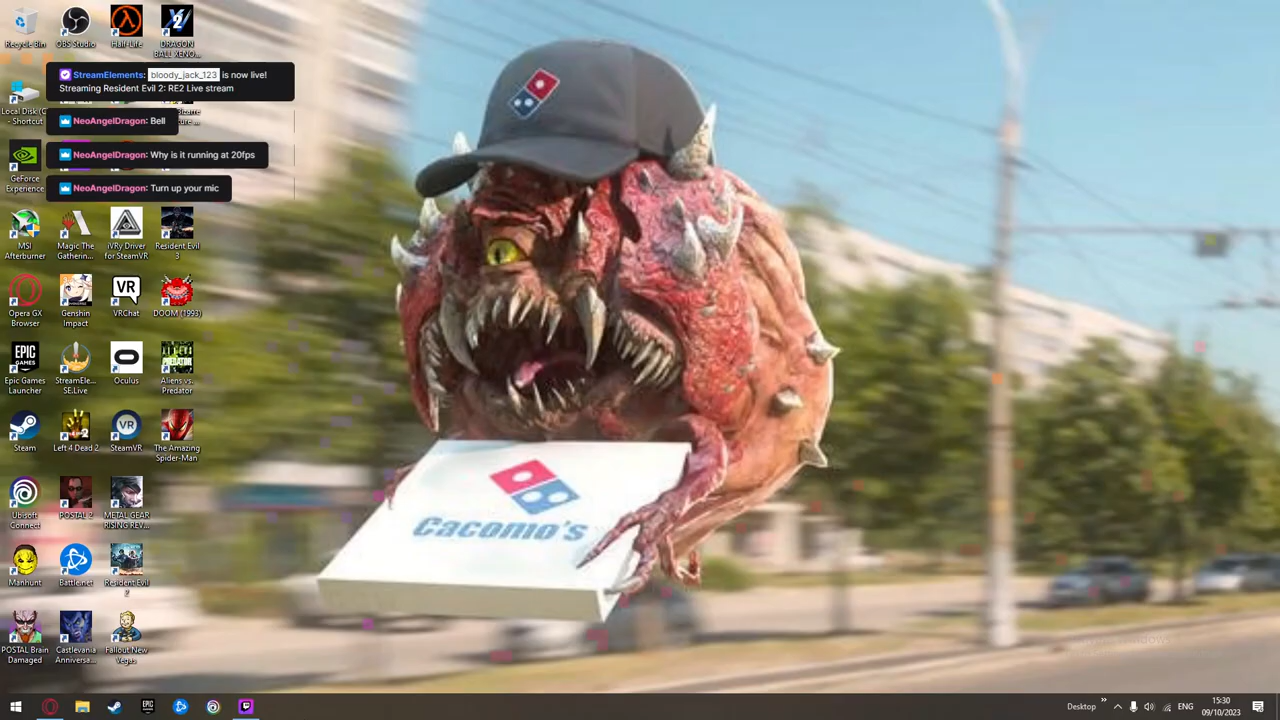 Recycle Bin
OBS Studio
Half-Life
DRAGON
BALL XENO...
StreamElements: bloody_jack_123 is now live!
Streaming Resident Evil 2: RE2 Live stream
Local Disk (C
- Shortcut
NeoAngelDragon: Bell
NeoAngelDragon: Why is it running at 20fps
NeoAngelDragon: Turn up your mic
GeForce
Experience
MSI
Afterburner
Magic The
Gatherin...
iVRy Driver
for SteamVR
Resident Evil
3
Opera GX
Browser
Genshin
Impact
VRChat
DOOM (1993)
Epic Games
Launcher
StreamEle...
SE.Live
Oculus
Aliens vs.
Predator
Steam
Left 4 Dead 2
SteamVR
The Amazing
Spider-Man
Ubisoft
Connect
POSTAL 2
METAL GEAR
RISING REV...
Manhunt
Battle.net
Resident Evil
2
POSTAL Brain
Damaged
Castlevania
Anniversa...
Fallout New
Vegas
Cacomo's
Desktop
ENG
15:30
09/10/2023